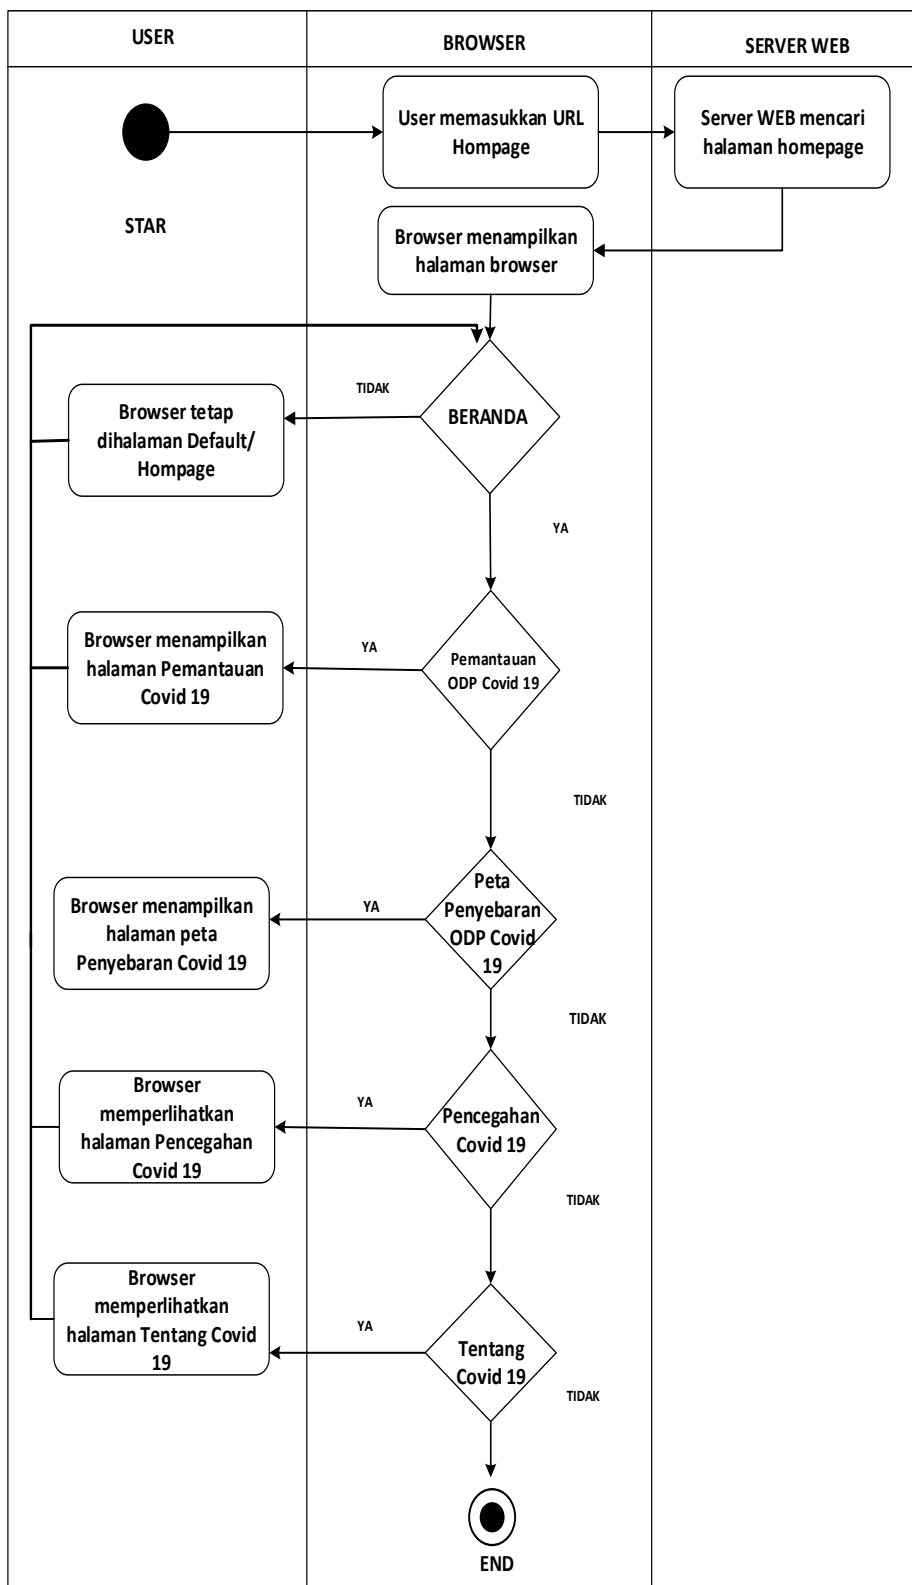 USER
BROWSER
SERVER WEB
User memasukkan URL
Hompage
Server WEB mencari
halaman homepage
STAR
Browser menampilkan
halaman browser
BERANDA
TIDAK
Browser tetap
dihalaman Default/
Hompage
YA
Pemantauan
ODP Covid 19
YA
Browser menampilkan
halaman Pemantauan
Covid 19
TIDAK
Peta
Penyebaran
ODP Covid
19
YA
Browser menampilkan
halaman peta
Penyebaran Covid 19
TIDAK
Pencegahan
Covid 19
YA
Browser
memperlihatkan
halaman Pencegahan
Covid 19
TIDAK
Tentang
Covid 19
YA
Browser
memperlihatkan
halaman Tentang Covid
19
TIDAK
END